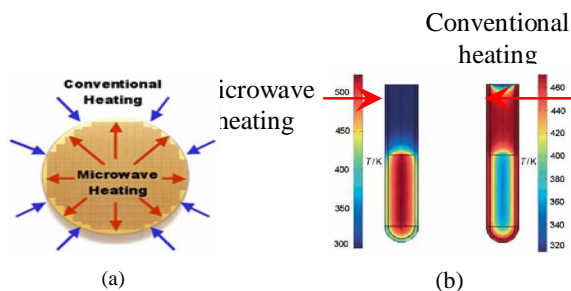 Conventional
heating
Conventional
Heating
Microwave
Heating
(a)
icrowave
heating
500
450
400
350
300
T/K
T/K
460
440
420
400
380
360
340
320
(b)